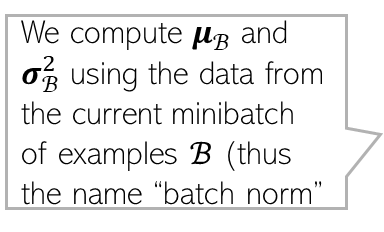 We compute 𝝁_ℬ and
𝝈²_ℬ using the data from
the current minibatch
of examples ℬ (thus
the name “batch norm”